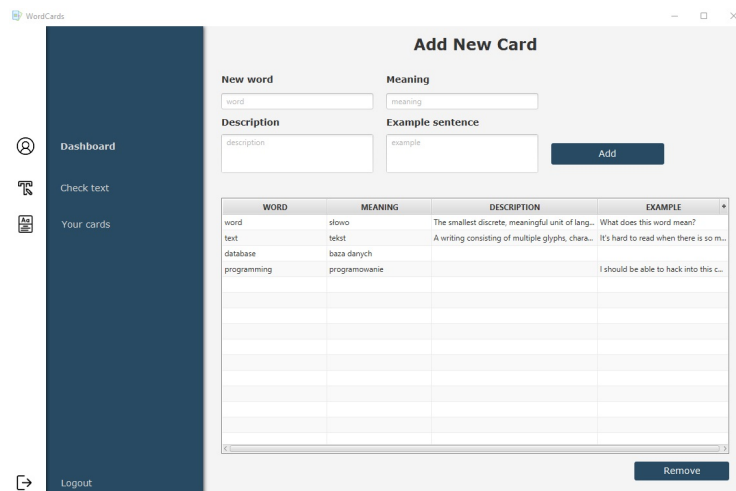 WordCards
Add New Card
New word Meaning
word meaning
Description Example sentence
description example
Add
Dashboard
Check text
Your cards
Logout
WORD MEANING DESCRIPTION EXAMPLE +
word słowo The smallest discrete, meaningful unit of lang... What does this word mean?
text tekst A writing consisting of multiple glyphs, chara... It's hard to read when there is so m...
database baza danych
programming programowanie I should be able to hack into this c...
Remove